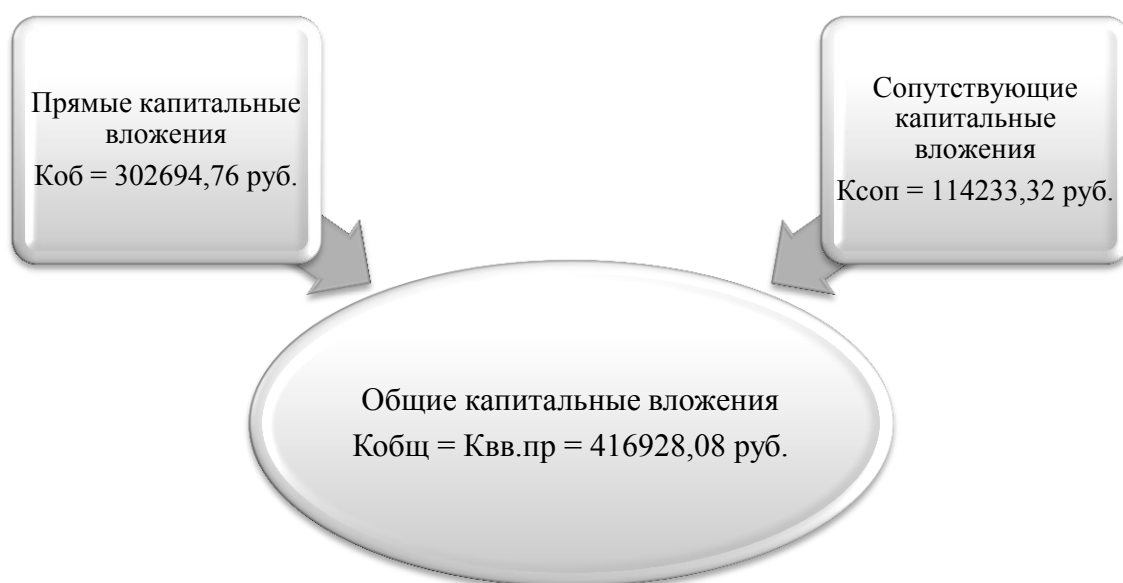 Прямые капитальные
вложения
Коб = 302694,76 руб.
Сопутствующие
капитальные
вложения
Ксоп = 114233,32 руб.
Общие капитальные вложения
Кобщ = Квв.пр = 416928,08 руб.